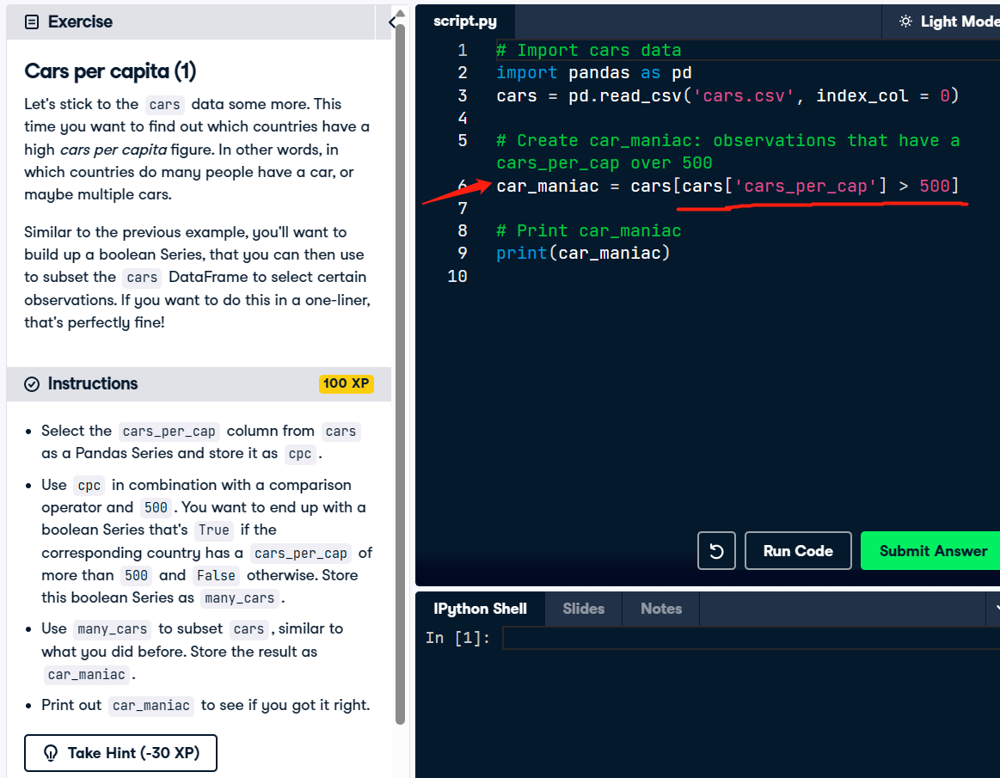 Exercise
Cars per capita (1)
Let's stick to the cars data some more. This
time you want to find out which countries have a
high cars per capita figure. In other words, in
which countries do many people have a car, or
maybe multiple cars.
Similar to the previous example, you'll want to
build up a boolean Series, that you can then use
to subset the cars DataFrame to select certain
observations. If you want to do this in a one-liner,
that's perfectly fine!
Instructions
100 XP
• Select the cars_per_cap column from cars
as a Pandas Series and store it as cpc.
• Use cpc in combination with a comparison
operator and 500. You want to end up with a
boolean Series that's True if the
corresponding country has a cars_per_cap of
more than 500 and False otherwise. Store
this boolean Series as many_cars.
• Use many_cars to subset cars, similar to
what you did before. Store the result as
car_maniac.
• Print out car_maniac to see if you got it right.
Take Hint (-30 XP)
script.py
Light Mode
1 # Import cars data
2 import pandas as pd
3 cars = pd.read_csv('cars.csv', index_col = 0)
4
5 # Create car_maniac: observations that have a
cars_per_cap over 500
6 car_maniac = cars[cars['cars_per_cap'] > 500]
7
8 # Print car_maniac
9 print(car_maniac)
10
Run Code
Submit Answer
IPython Shell
Slides
Notes
In [1]: